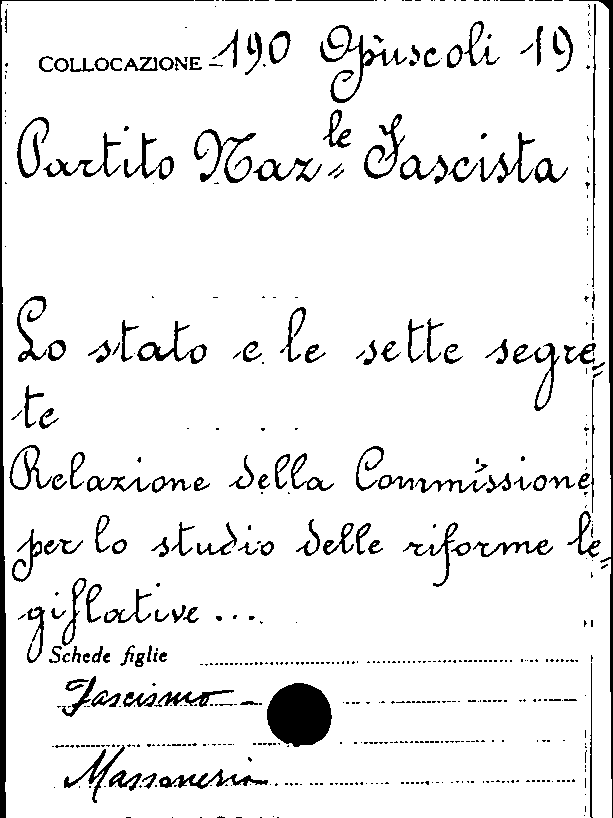 COLLOCAZIONE - 190 Opuscoli 19
Partito Naz.le Fascista
Lo stato e le sette segre=
te
Relazione della Commissione
per lo studio delle riforme le=
gislative ...
Schede figlie
Fascismo -
Massoneria